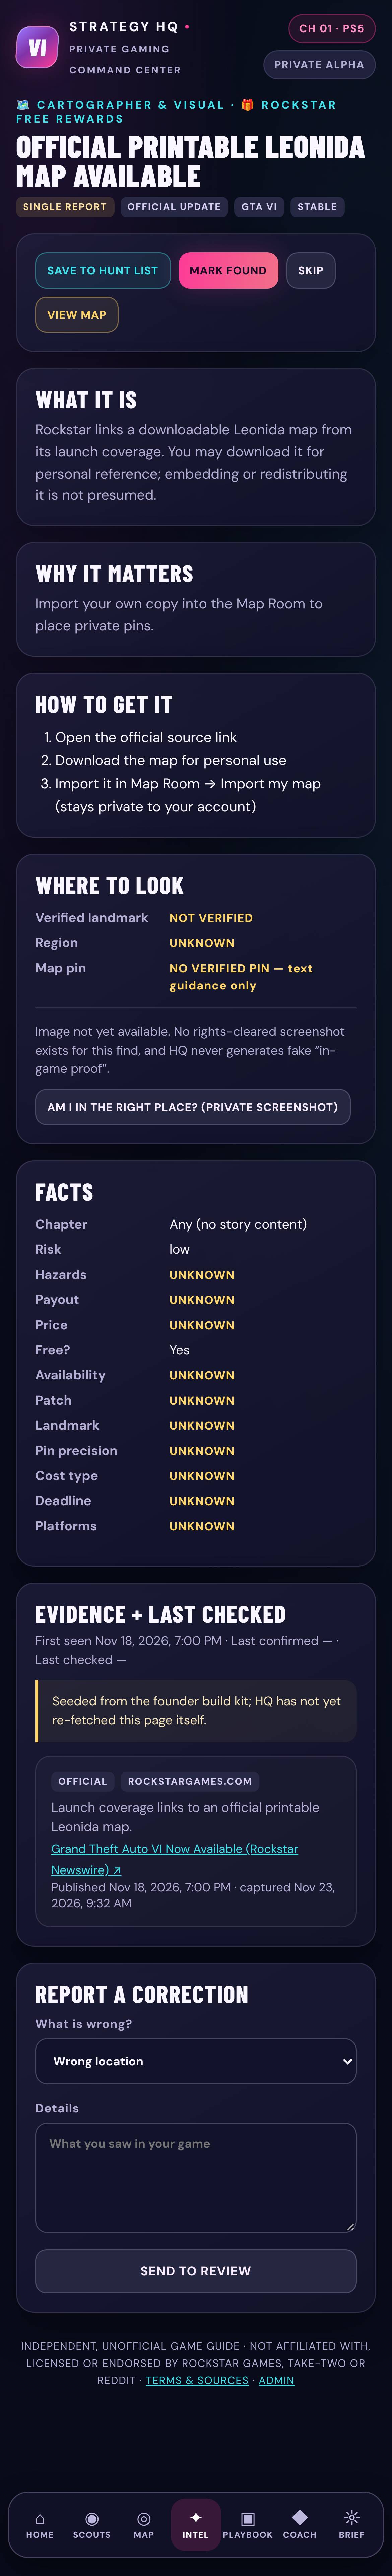 VI
STRATEGY HQ
PRIVATE GAMING
COMMAND CENTER
CH 01 · PS5
PRIVATE ALPHA
🗺️ CARTOGRAPHER & VISUAL · 🎁 ROCKSTAR
FREE REWARDS
OFFICIAL PRINTABLE LEONIDA
MAP AVAILABLE
SINGLE REPORT
OFFICIAL UPDATE
GTA VI
STABLE
SAVE TO HUNT LIST
MARK FOUND
SKIP
VIEW MAP
WHAT IT IS
Rockstar links a downloadable Leonida map from
its launch coverage. You may download it for
personal reference; embedding or redistributing
it is not presumed.
WHY IT MATTERS
Import your own copy into the Map Room to
place private pins.
HOW TO GET IT
1. Open the official source link
2. Download the map for personal use
3. Import it in Map Room → Import my map
(stays private to your account)
WHERE TO LOOK
Verified landmark NOT VERIFIED
Region UNKNOWN
Map pin NO VERIFIED PIN — text
guidance only
Image not yet available. No rights-cleared screenshot
exists for this find, and HQ never generates fake “in-
game proof”.
AM I IN THE RIGHT PLACE? (PRIVATE SCREENSHOT)
FACTS
Chapter Any (no story content)
Risk low
Hazards UNKNOWN
Payout UNKNOWN
Price UNKNOWN
Free? Yes
Availability UNKNOWN
Patch UNKNOWN
Landmark UNKNOWN
Pin precision UNKNOWN
Cost type UNKNOWN
Deadline UNKNOWN
Platforms UNKNOWN
EVIDENCE + LAST CHECKED
First seen Nov 18, 2026, 7:00 PM · Last confirmed — ·
Last checked —
Seeded from the founder build kit; HQ has not yet
re-fetched this page itself.
OFFICIAL
ROCKSTARGAMES.COM
Launch coverage links to an official printable
Leonida map.
Grand Theft Auto VI Now Available (Rockstar
Newswire) ↗
Published Nov 18, 2026, 7:00 PM · captured Nov 23,
2026, 9:32 AM
REPORT A CORRECTION
What is wrong?
Wrong location
Details
What you saw in your game
SEND TO REVIEW
INDEPENDENT, UNOFFICIAL GAME GUIDE · NOT AFFILIATED WITH,
LICENSED OR ENDORSED BY ROCKSTAR GAMES, TAKE-TWO OR
REDDIT · TERMS & SOURCES · ADMIN
HOME
SCOUTS
MAP
INTEL
PLAYBOOK
COACH
BRIEF